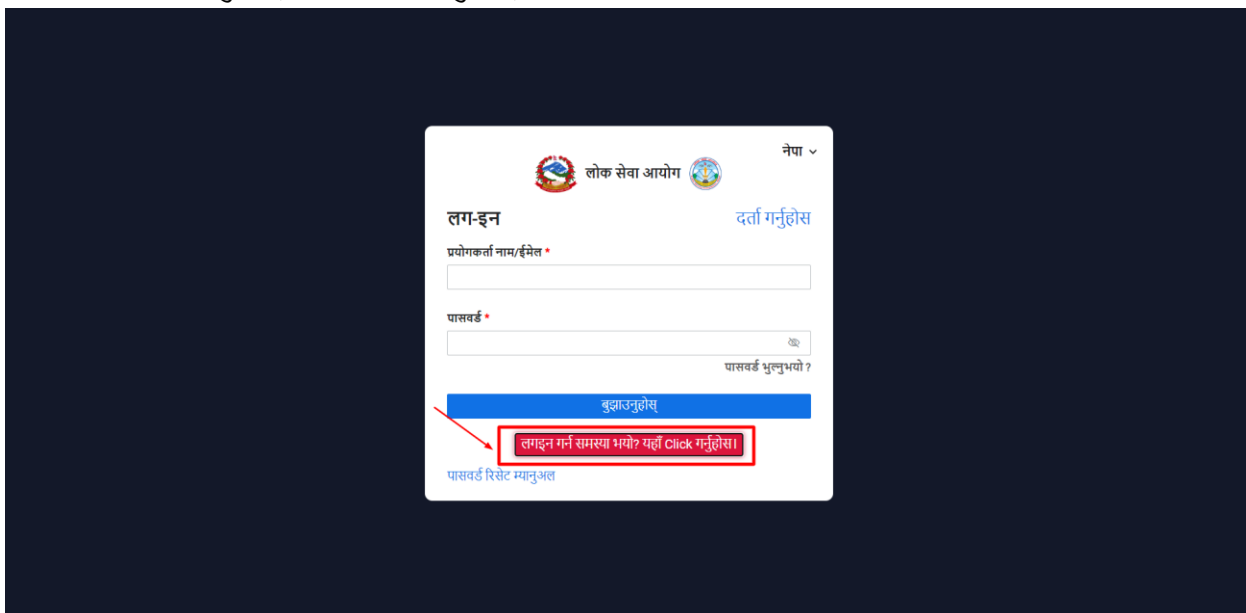 नेपा
लोक सेवा आयोग
लग-इन
दर्ता गर्नुहोस
प्रयोगकर्ता नाम/ईमेल *
पासवर्ड *
पासवर्ड भुल्नुभयो ?
बुझाउनुहोस्
लगइन गर्न समस्या भयो? यहाँ Click गर्नुहोस।
पासवर्ड रिसेट म्यानुअल